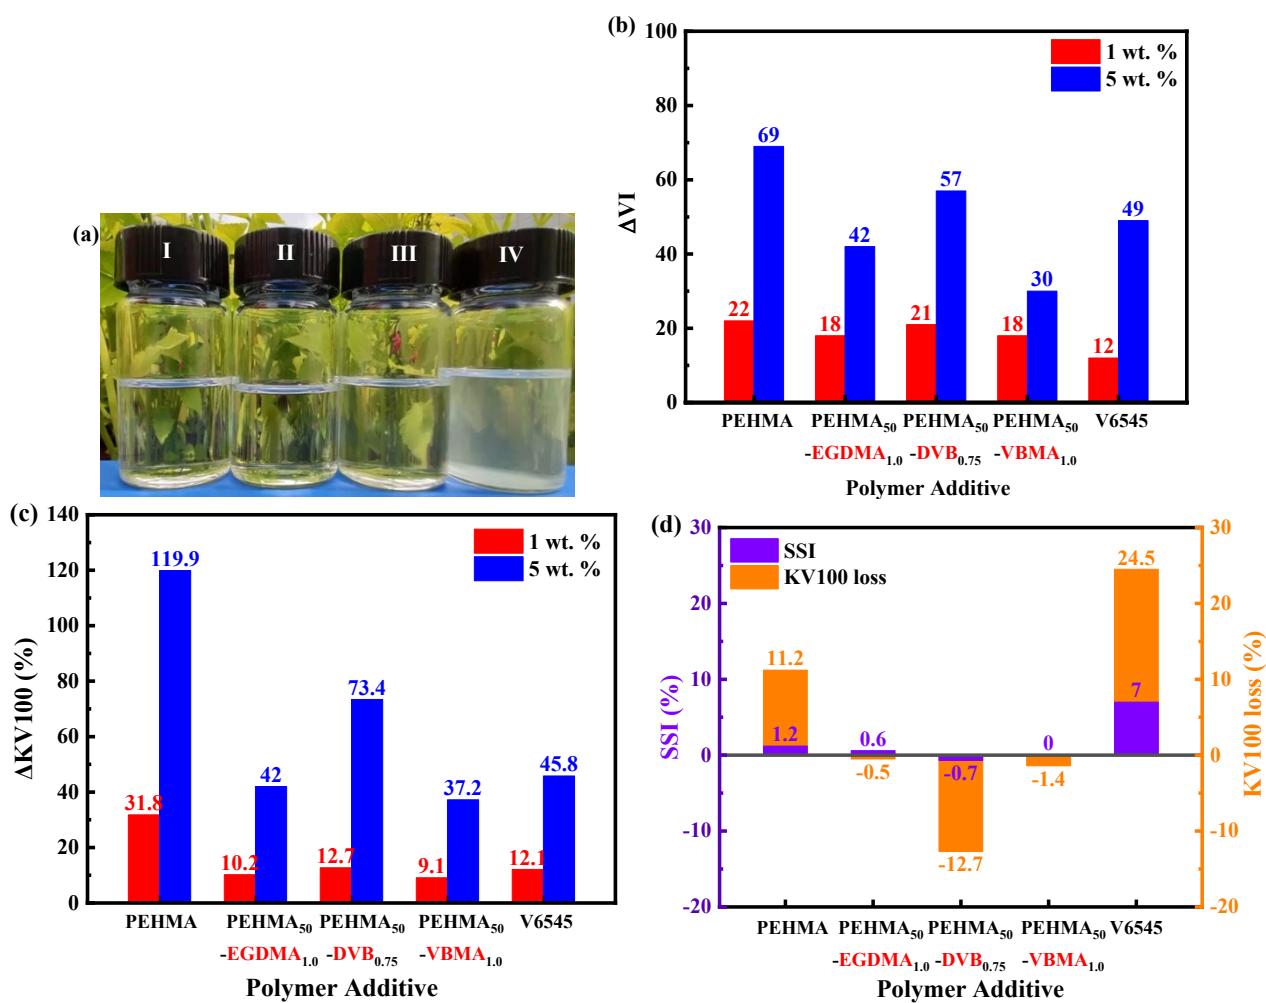 (a)
I II III IV
(b)
ΔVI
100
80
60
40
20
0
1 wt. %
5 wt. %
22 69
18 42
21 57
18 30
12 49
PEHMA PEHMA50 PEHMA50 PEHMA50 V6545
-EGDMA1.0 -DVB0.75 -VBMA1.0
Polymer Additive
(c)
ΔKV100 (%)
140
120
100
80
60
40
20
0
1 wt. %
5 wt. %
31.8 119.9
10.2 42
12.7 73.4
9.1 37.2
12.1 45.8
PEHMA PEHMA50 PEHMA50 PEHMA50 V6545
-EGDMA1.0 -DVB0.75 -VBMA1.0
Polymer Additive
(d)
SSI (%)
30
20
10
0
-10
-20
SSI
KV100 loss
11.2
1.2
0.6
-0.5
-0.7
-12.7
0
-1.4
24.5
7
30
20
10
0
-10
-20
KV100 loss (%)
PEHMA PEHMA50 PEHMA50 PEHMA50 V6545
-EGDMA1.0 -DVB0.75 -VBMA1.0
Polymer Additive